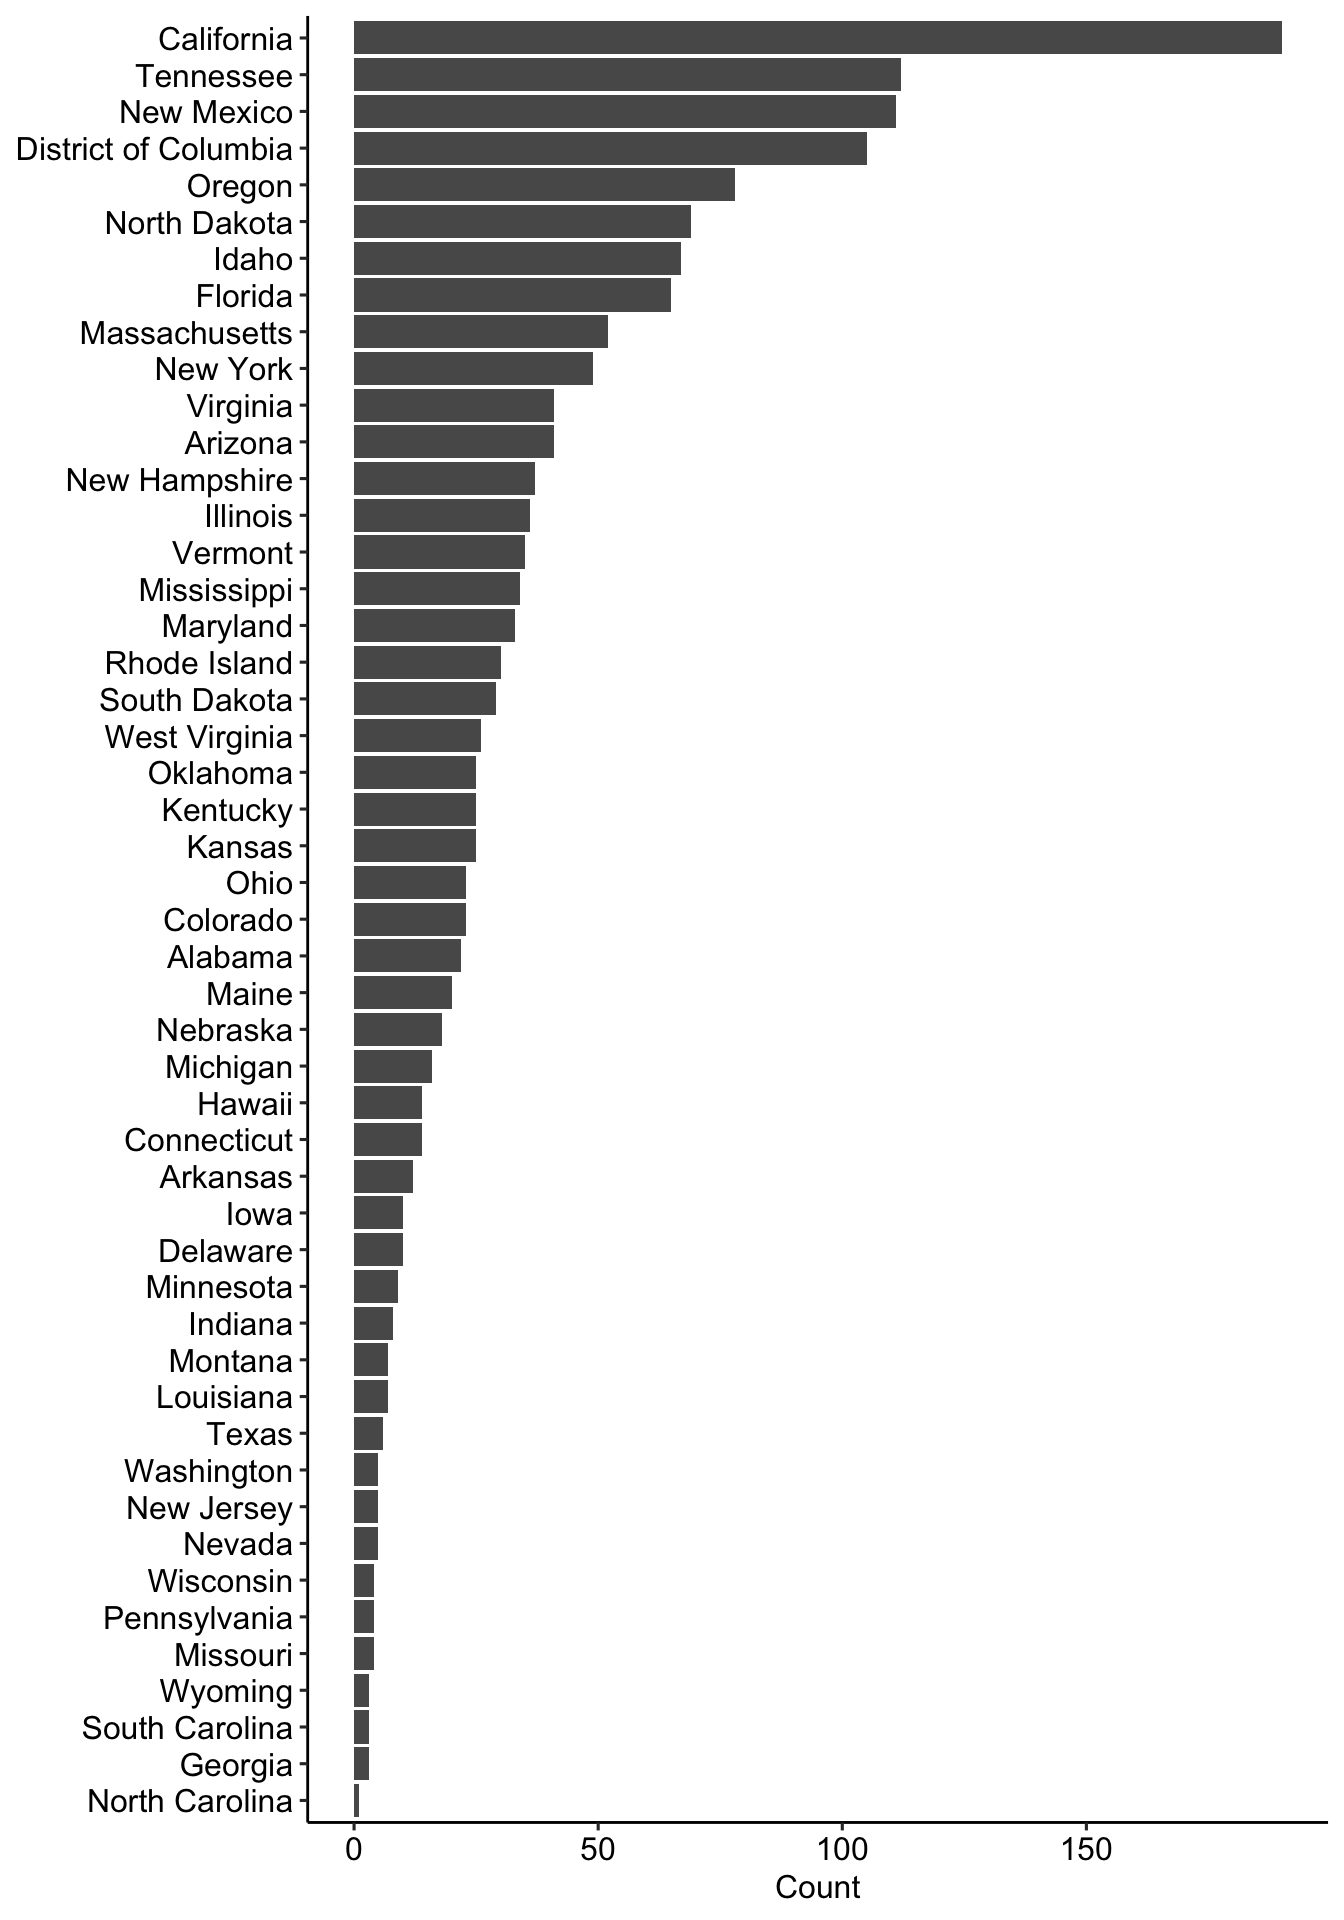 California
Tennessee
New Mexico
District of Columbia
Oregon
North Dakota
Idaho
Florida
Massachusetts
New York
Virginia
Arizona
New Hampshire
Illinois
Vermont
Mississippi
Maryland
Rhode Island
South Dakota
West Virginia
Oklahoma
Kentucky
Kansas
Ohio
Colorado
Alabama
Maine
Nebraska
Michigan
Hawaii
Connecticut
Arkansas
Iowa
Delaware
Minnesota
Indiana
Montana
Louisiana
Texas
Washington
New Jersey
Nevada
Wisconsin
Pennsylvania
Missouri
Wyoming
South Carolina
Georgia
North Carolina
0 50 100 150
Count